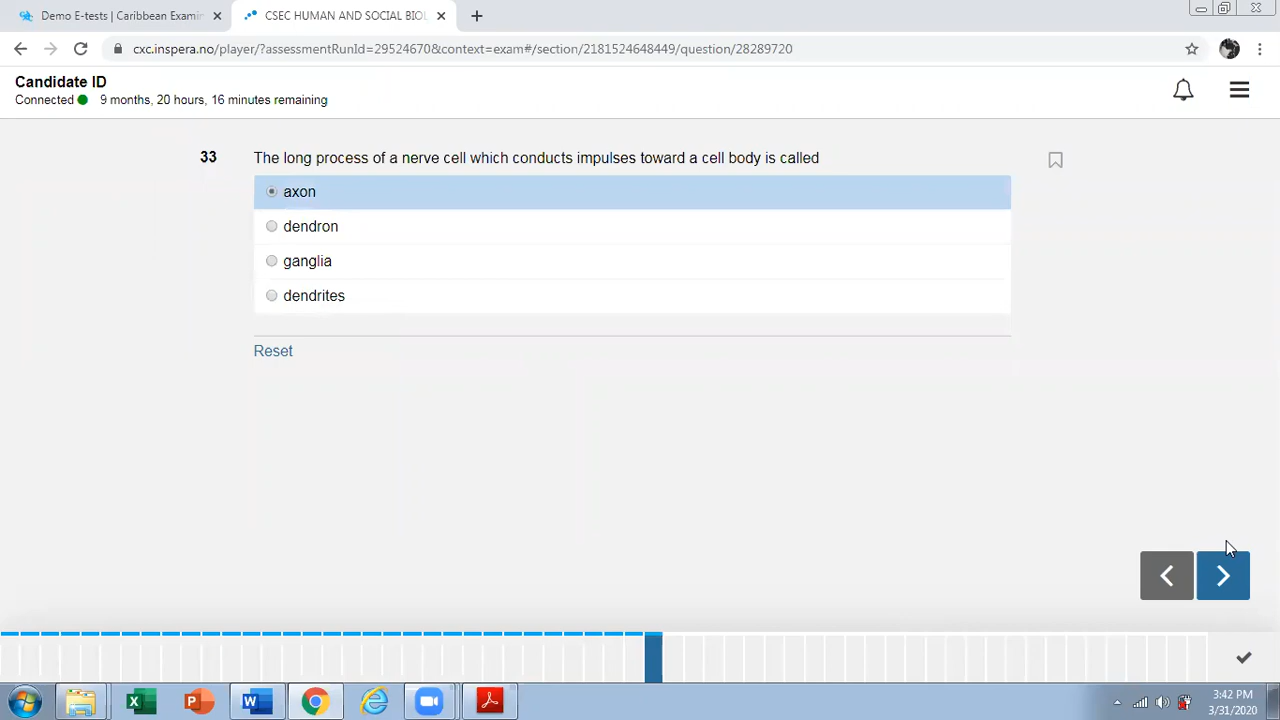 Demo E-tests | Caribbean Examin
CSEC HUMAN AND SOCIAL BIOL
cxc.inspera.no/player/?assessmentRunId=29524670&context=exam#/section/2181524648449/question/28289720
Candidate ID
Connected 9 months, 20 hours, 16 minutes remaining
33 The long process of a nerve cell which conducts impulses toward a cell body is called
axon
dendron
ganglia
dendrites
Reset
3:42 PM
3/31/2020